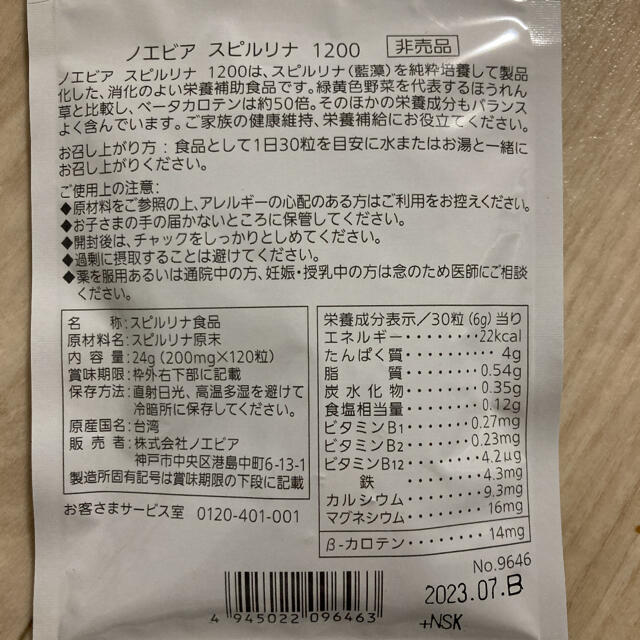 ノエビア スピルリナ 1200 非売品
ノエビア スピルリナ 1200は、スピルリナ(藍藻)を純粋培養して製品
化した、消化のよい栄養補助食品です。緑黄色野菜を代表するほうれん
草と比較し、ベータカロテンは約50倍。そのほかの栄養成分もバランス
よく含んでいます。ご家族の健康維持、栄養補給にお役立てください。
お召し上がり方:食品として1日30粒を目安に水またはお湯と一緒に
お召し上がりください。
ご使用上の注意:
◆原材料をご参照の上、アレルギーの心配のある方はご利用をお控えください。
◆お子さまの手の届かないところに保管してください。
◆開封後は、チャックをしっかりとしめてください。
◆過剰に摂取することは避けてください。
◆薬を服用あるいは通院中の方、妊娠・授乳中の方は念のため医師にご相談
ください。
名称:スピルリナ食品
原材料名:スピルリナ原末
内容量:24g(200mg×120粒)
賞味期限:枠外右下部に記載
保存方法:直射日光、高温多湿を避けて
冷暗所に保存してください。
原産国名:台湾
販売者:株式会社ノエビア
神戸市中央区港島中町6-13-1
製造所固有記号は賞味期限の下段に記載
お客さまサービス室 0120-401-001
栄養成分表示/30粒(6g)当り
エネルギー・・・・・・・22kcal
たんぱく質・・・・・・・4g
脂質・・・・・・・0.54g
炭水化物・・・・・・・0.35g
食塩相当量・・・・・・・0.12g
ビタミンB1・・・・・・・0.27mg
ビタミンB2・・・・・・・0.23mg
ビタミンB12・・・・・・・4.2μg
鉄・・・・・・・4.3mg
カルシウム・・・・・・・9.3mg
マグネシウム・・・・・・・16mg
β-カロテン・・・・・・・14mg
No.9646
2023.07.B
+NSK
4 945022 096463